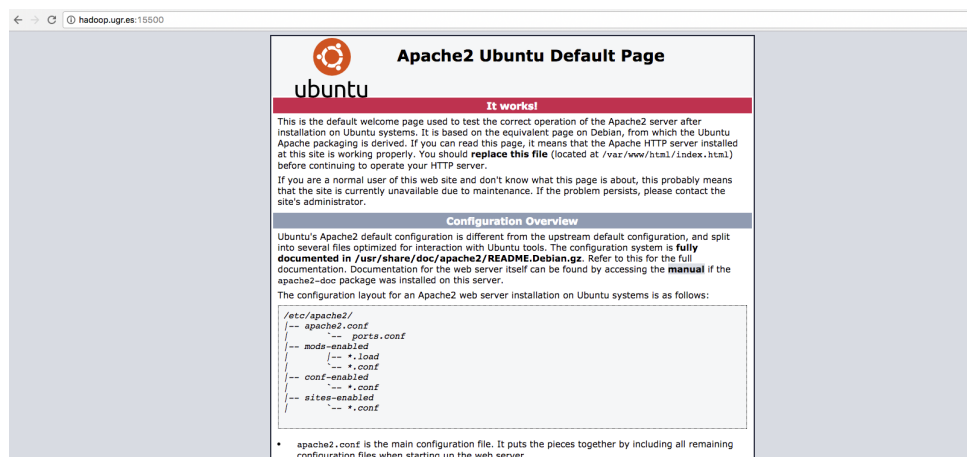 hadoop.ugr.es:15500
ubuntu
Apache2 Ubuntu Default Page
It works!
This is the default welcome page used to test the correct operation of the Apache2 server after
installation on Ubuntu systems. It is based on the equivalent page on Debian, from which the Ubuntu
Apache packaging is derived. If you can read this page, it means that the Apache HTTP server installed
at this site is working properly. You should replace this file (located at /var/www/html/index.html)
before continuing to operate your HTTP server.
If you are a normal user of this web site and don't know what this page is about, this probably means
that the site is currently unavailable due to maintenance. If the problem persists, please contact the
site's administrator.
Configuration Overview
Ubuntu's Apache2 default configuration is different from the upstream default configuration, and split
into several files optimized for interaction with Ubuntu tools. The configuration system is fully
documented in /usr/share/doc/apache2/README.Debian.gz. Refer to this for the full
documentation. Documentation for the web server itself can be found by accessing the manual if the
apache2-doc package was installed on this server.
The configuration layout for an Apache2 web server installation on Ubuntu systems is as follows:
/etc/apache2/
|-- apache2.conf
|       `--  ports.conf
|-- mods-enabled
|       |-- *.load
|       `-- *.conf
|-- conf-enabled
|       `-- *.conf
|-- sites-enabled
|       `-- *.conf
• apache2.conf is the main configuration file. It puts the pieces together by including all remaining
configuration files when starting up the web server.